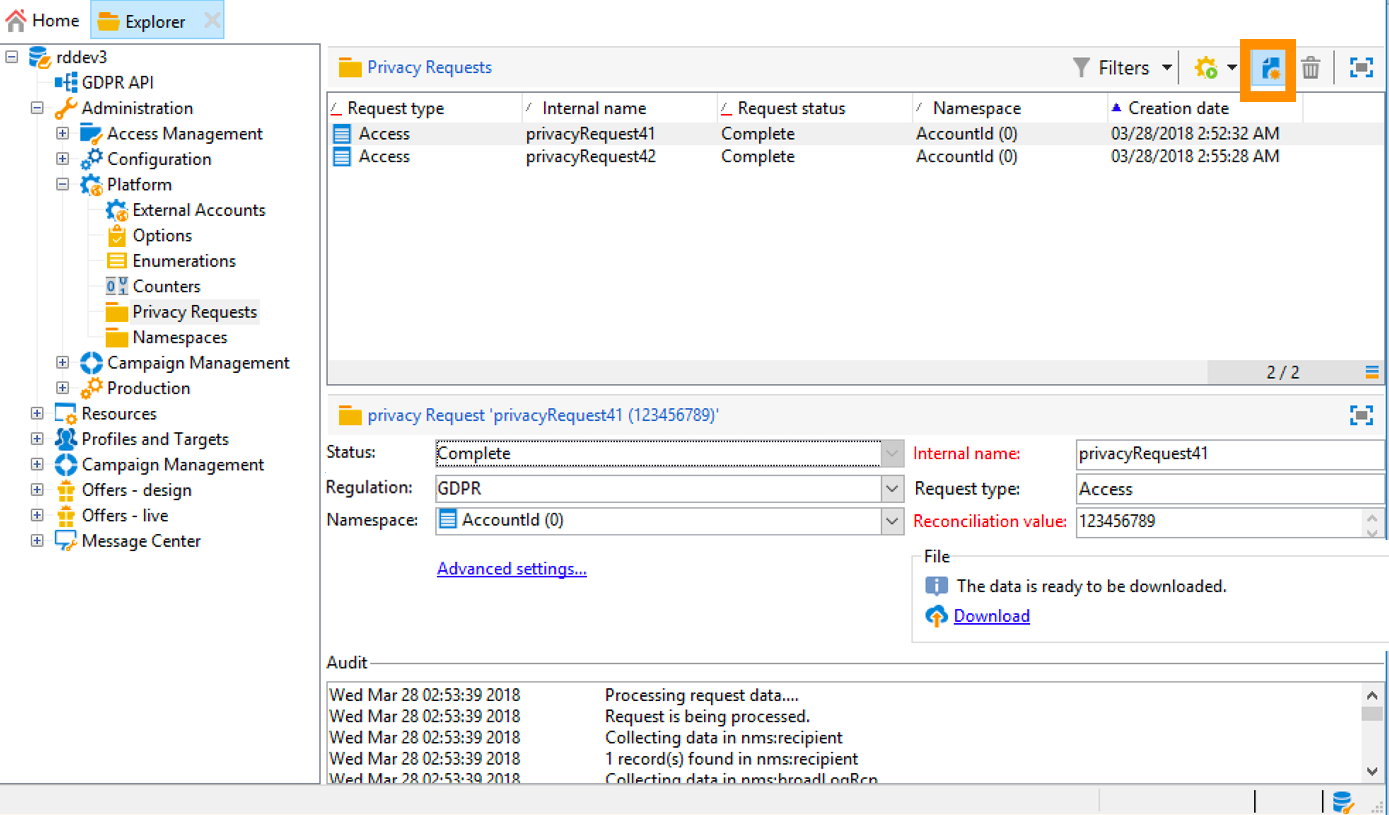 Home
Explorer
rddev3
GDPR API
Administration
Access Management
Configuration
Platform
External Accounts
Options
Enumerations
Counters
Privacy Requests
Namespaces
Campaign Management
Production
Resources
Profiles and Targets
Campaign Management
Offers - design
Offers - live
Message Center
Privacy Requests
Filters
Request type Internal name Request status Namespace Creation date
Access privacyRequest41 Complete AccountId (0) 03/28/2018 2:52:32 AM
Access privacyRequest42 Complete AccountId (0) 03/28/2018 2:55:28 AM
2 / 2
privacy Request 'privacyRequest41 (123456789)'
Status: Complete Internal name: privacyRequest41
Regulation: GDPR Request type: Access
Namespace: AccountId (0) Reconciliation value: 123456789
Advanced settings...
File
The data is ready to be downloaded.
Download
Audit
Wed Mar 28 02:53:39 2018 Processing request data....
Wed Mar 28 02:53:39 2018 Request is being processed.
Wed Mar 28 02:53:39 2018 Collecting data in nms:recipient
Wed Mar 28 02:53:39 2018 1 record(s) found in nms:recipient
Wed Mar 28 02:53:39 2018 Collecting data in nms:broadLogRcp